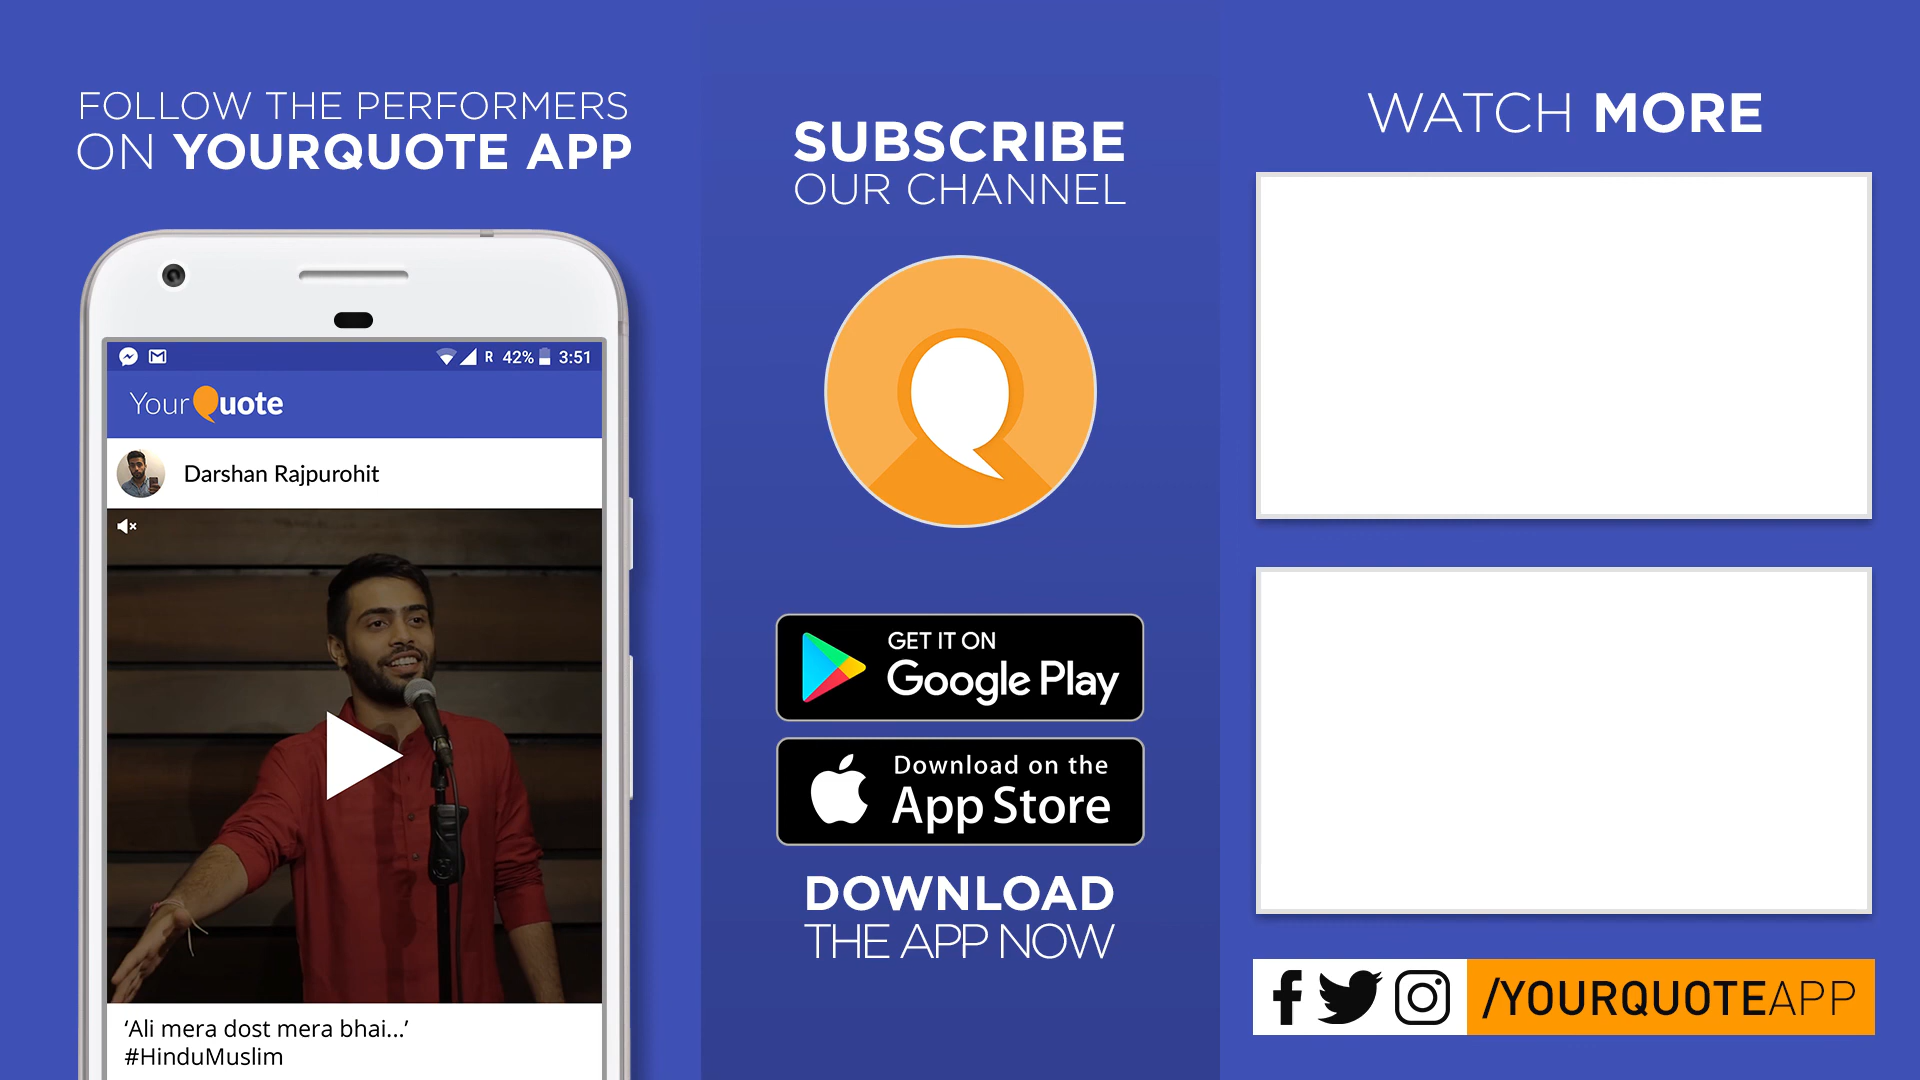 FOLLOW THE PERFORMERS
ON YOURQUOTE APP
R 42% 3:51
YourQuote
Darshan Rajpurohit
‘Ali mera dost mera bhai...’
#HinduMuslim
SUBSCRIBE
OUR CHANNEL
GET IT ON
Google Play
Download on the
App Store
DOWNLOAD
THE APP NOW
WATCH MORE
/YOURQUOTEAPP